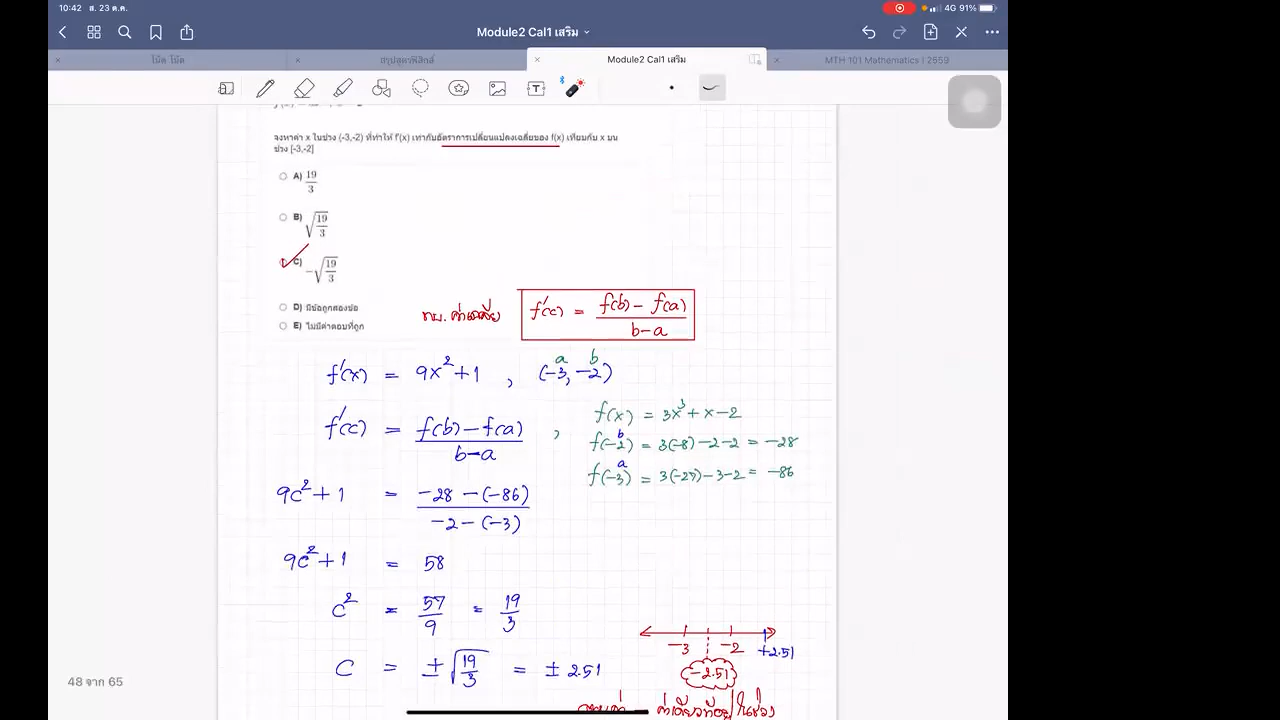 10:42 ส. 23 ต.ค.
4G 91%
Module2 Cal1 เสริม
โน๊ต โน๊ต
สรุปสูตรฟิสิกส์
Module2 Cal1 เสริม
MTH 101 Mathematics I 2559
จงหาค่า x ในช่วง (-3,-2) ที่ทำให้ f'(x) เท่ากับอัตราการเปลี่ยนแปลงเฉลี่ยของ f(x) เทียบกับ x บน
ช่วง [-3,-2]
A) 19/3
B) √(19/3)
C) -√(19/3)
D) มีข้อถูกสองข้อ
E) ไม่มีคำตอบที่ถูก
ทบ. ค่าเฉลี่ย f'(c) = (f(b) - f(a))/(b-a)
a b
f'(x) = 9x²+1 , (-3, -2)
f(x) = 3x³ + x - 2
f'(c) = (f(b) - f(a))/(b-a) ,
b
f(-2) = 3(-8) - 2 - 2 = -28
a
f(-3) = 3(-27) - 3 - 2 = -86
9c²+1 = (-28 - (-86))/(-2 - (-3))
9c²+1 = 58
c² = 57/9 = 19/3
-3 -2 +2.51
-2.51
C = ±√(19/3) = ± 2.51
48 จาก 65